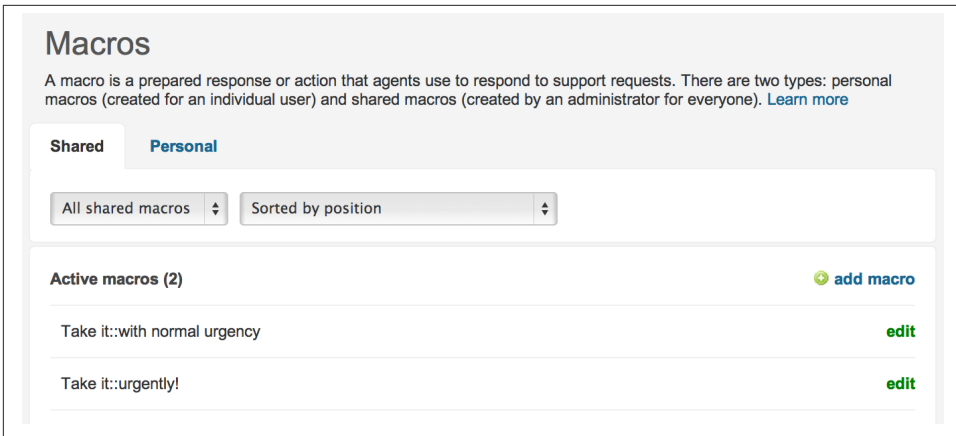 Macros
A macro is a prepared response or action that agents use to respond to support requests. There are two types: personal
macros (created for an individual user) and shared macros (created by an administrator for everyone). Learn more
Shared Personal
All shared macros Sorted by position
Active macros (2) add macro
Take it::with normal urgency edit
Take it::urgently! edit